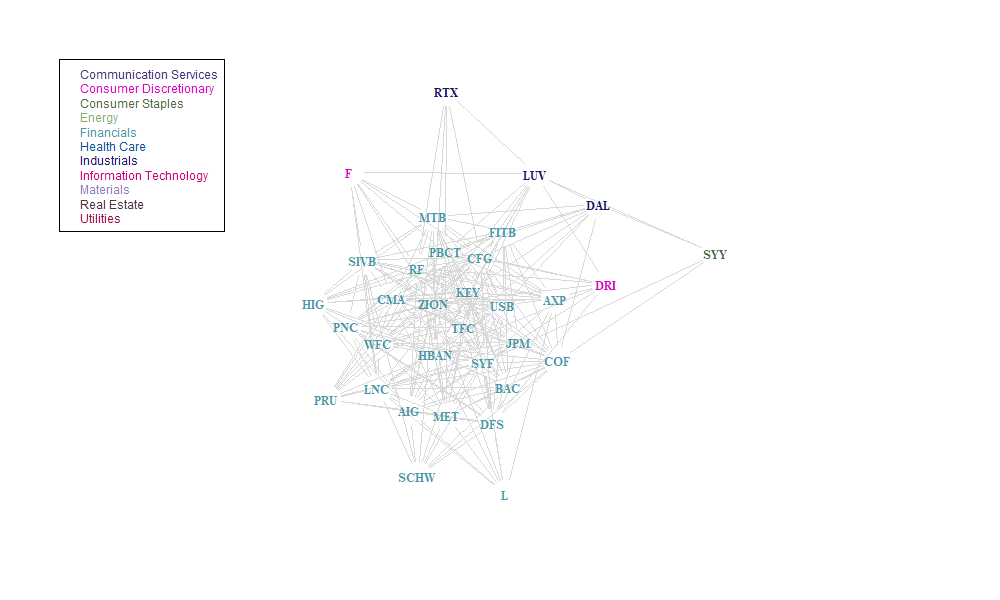 Communication Services
Consumer Discretionary
Consumer Staples
Energy
Financials
Health Care
Industrials
Information Technology
Materials
Real Estate
Utilities
RTX
F
LUV
DAL
MTB
FITB
SYY
PBCT
CFG
SIVB
RF
DRI
KEY
CMA
ZION
USB
AXP
HIG
PNC
TFC
WFC
JPM
HBAN
SYF
COF
LNC
BAC
PRU
AIG
MET
DFS
SCHW
L